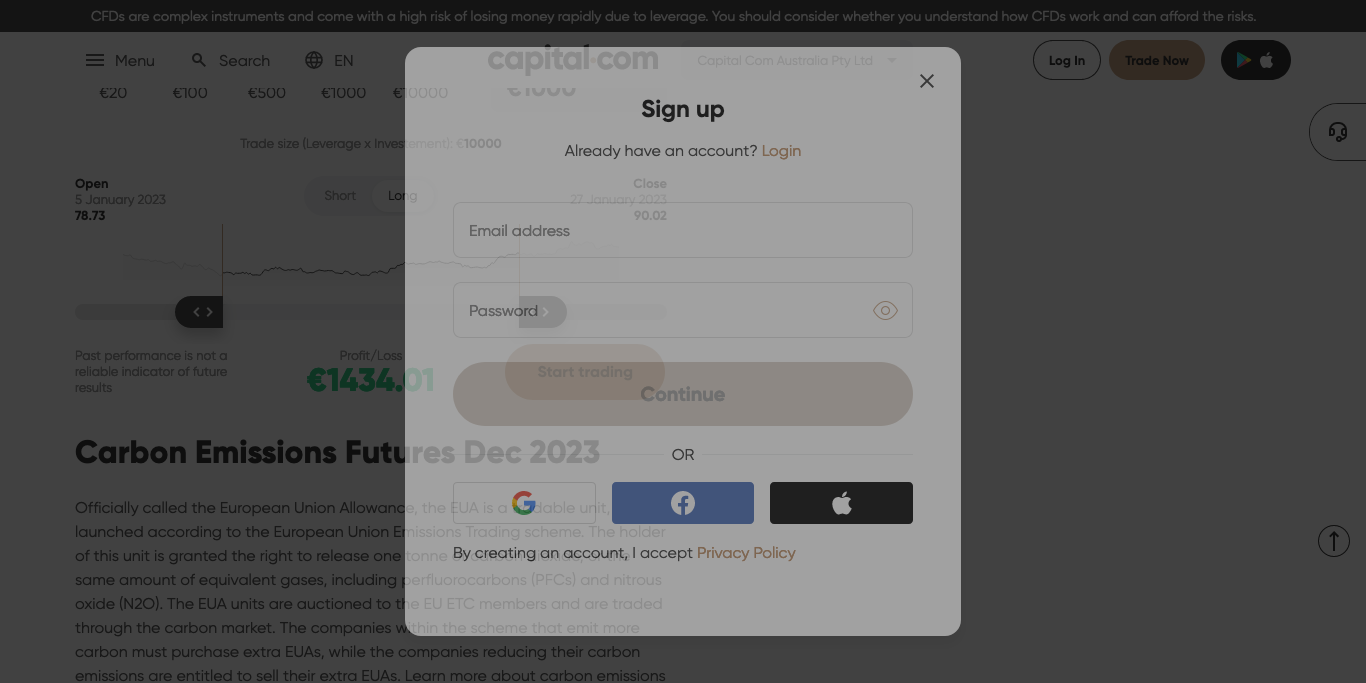 CFDs are complex instruments and come with a high risk of losing money rapidly due to leverage. You should consider whether you understand how CFDs work and can afford the risks.
Menu
Search
EN
capital.com
Capital Com Australia Pty Ltd
Log In
Trade Now
€20
€100
€500
€1000
€10000
€1000
Sign up
Already have an account? Login
Trade size (Leverage x Investement): €10000
Open
5 January 2023
78.73
Short
Long
Close
27 January 2023
90.02
Email address
Password
Past performance is not a
reliable indicator of future
results
Profit/Loss
€1434.01
Start trading
Continue
OR
By creating an account, I accept Privacy Policy
Carbon Emissions Futures Dec 2023
Officially called the European Union Allowance, the EUA is a tradable unit,
launched according to the European Union Emissions Trading scheme. The holder
of this unit is granted the right to release one tonne of carbon dioxide, or the
same amount of equivalent gases, including perfluorocarbons (PFCs) and nitrous
oxide (N2O). The EUA units are auctioned to the EU ETC members and are traded
through the carbon market. The companies within the scheme that emit more
carbon must purchase extra EUAs, while the companies reducing their carbon
emissions are entitled to sell their extra EUAs. Learn more about carbon emissions